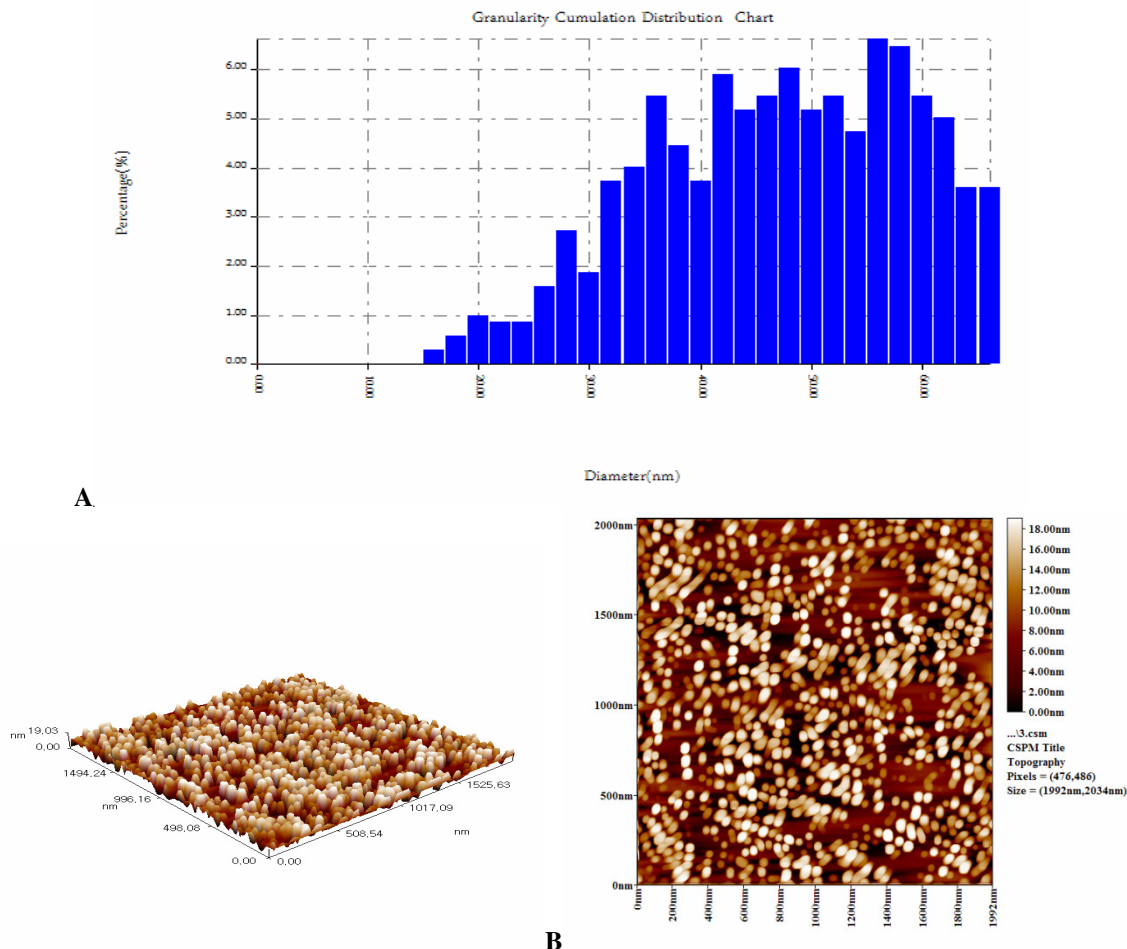 Granularity Cumulation Distribution Chart
Percentage(%)
6.00
5.00
4.00
3.00
2.00
1.00
0.00
0.00
10.00
20.00
30.00
40.00
50.00
60.00
Diameter(nm)
A.
nm 19,03
0,00
1494,24
996,16
nm
498,08
0,00
0,00
508,54
1017,09
nm
1525,63
2000nm
1500nm
1000nm
500nm
0nm
0nm
200nm
400nm
600nm
800nm
1000nm
1200nm
1400nm
1600nm
1800nm
1992nm
18.00nm
16.00nm
14.00nm
12.00nm
10.00nm
8.00nm
6.00nm
4.00nm
2.00nm
0.00nm
...\3.csm
CSPM Title
Topography
Pixels = (476,486)
Size = (1992nm,2034nm)
B